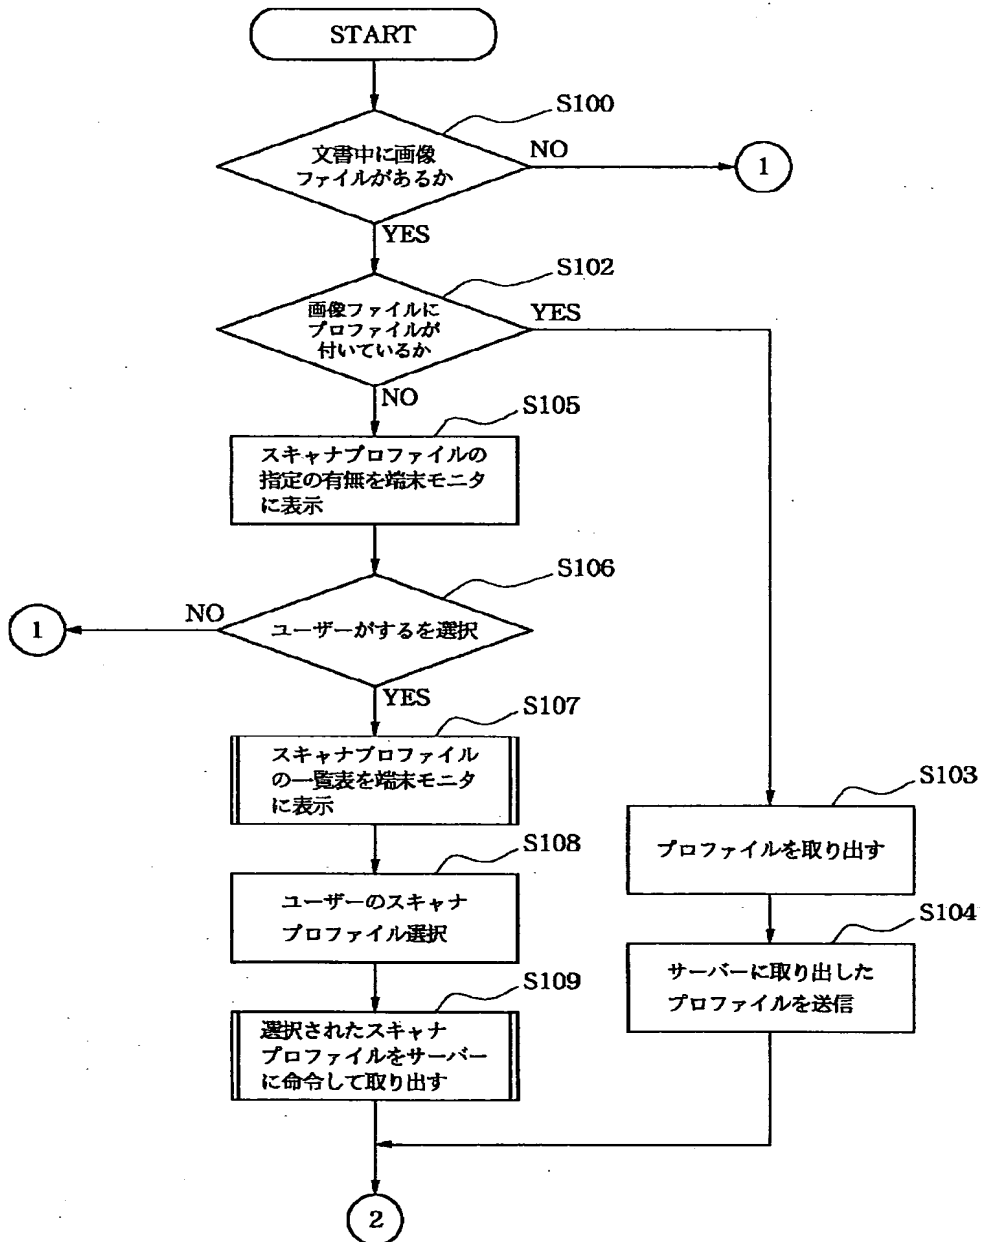 START
S100
文書中に画像
ファイルがあるか
NO
1
YES
S102
画像ファイルに
プロファイルが
付いているか
YES
NO
S105
スキャナプロファイルの
指定の有無を端末モニタ
に表示
S106
ユーザーがするを選択
NO
1
YES
S107
スキャナプロファイル
の一覧表を端末モニタ
に表示
S103
プロファイルを取り出す
S108
ユーザーのスキャナ
プロファイル選択
S104
サーバーに取り出した
プロファイルを送信
S109
選択されたスキャナ
プロファイルをサーバー
に命令して取り出す
2